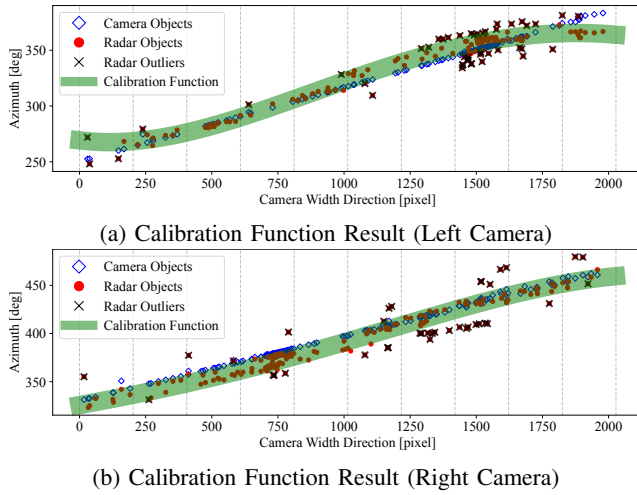 Azimuth [deg]
350
300
250
Camera Objects
Radar Objects
Radar Outliers
Calibration Function
0 250 500 750 1000 1250 1500 1750 2000
Camera Width Direction [pixel]
(a) Calibration Function Result (Left Camera)
Azimuth [deg]
450
400
350
Camera Objects
Radar Objects
Radar Outliers
Calibration Function
0 250 500 750 1000 1250 1500 1750 2000
Camera Width Direction [pixel]
(b) Calibration Function Result (Right Camera)